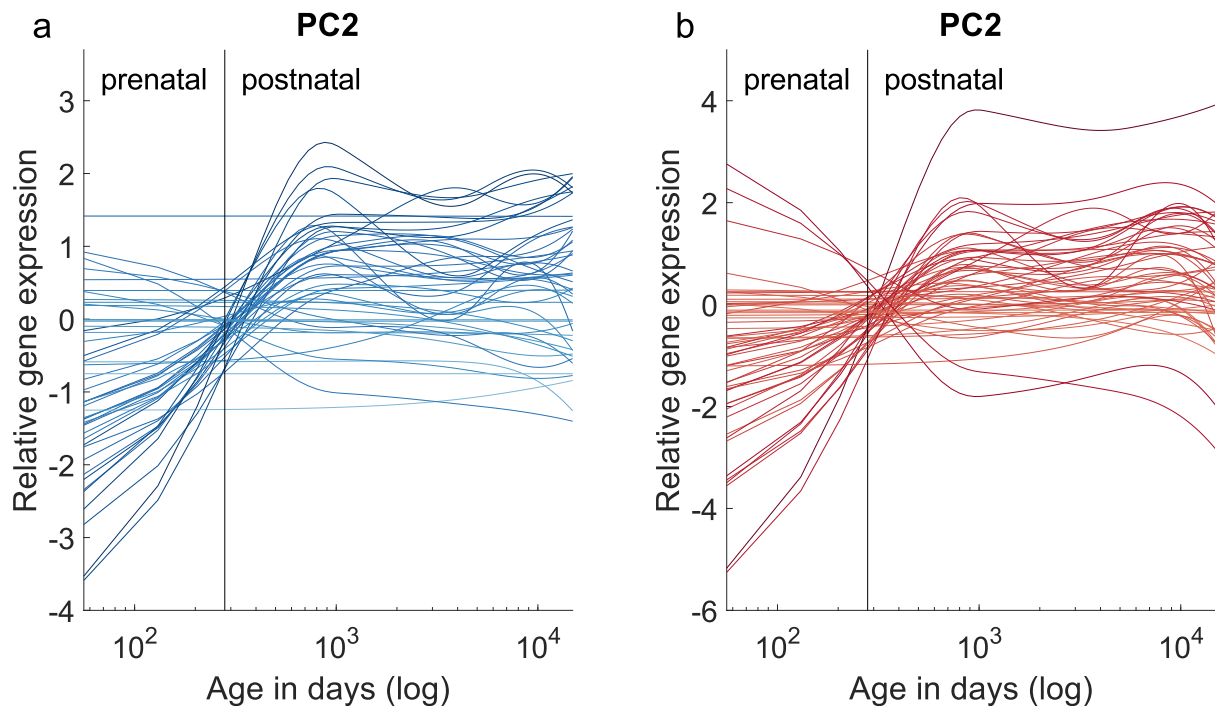 a
PC2
prenatal
postnatal
3
2
1
0
-1
-2
-3
-4
10^2
10^3
10^4
Relative gene expression
Age in days (log)
b
PC2
prenatal
postnatal
4
2
0
-2
-4
-6
10^2
10^3
10^4
Relative gene expression
Age in days (log)